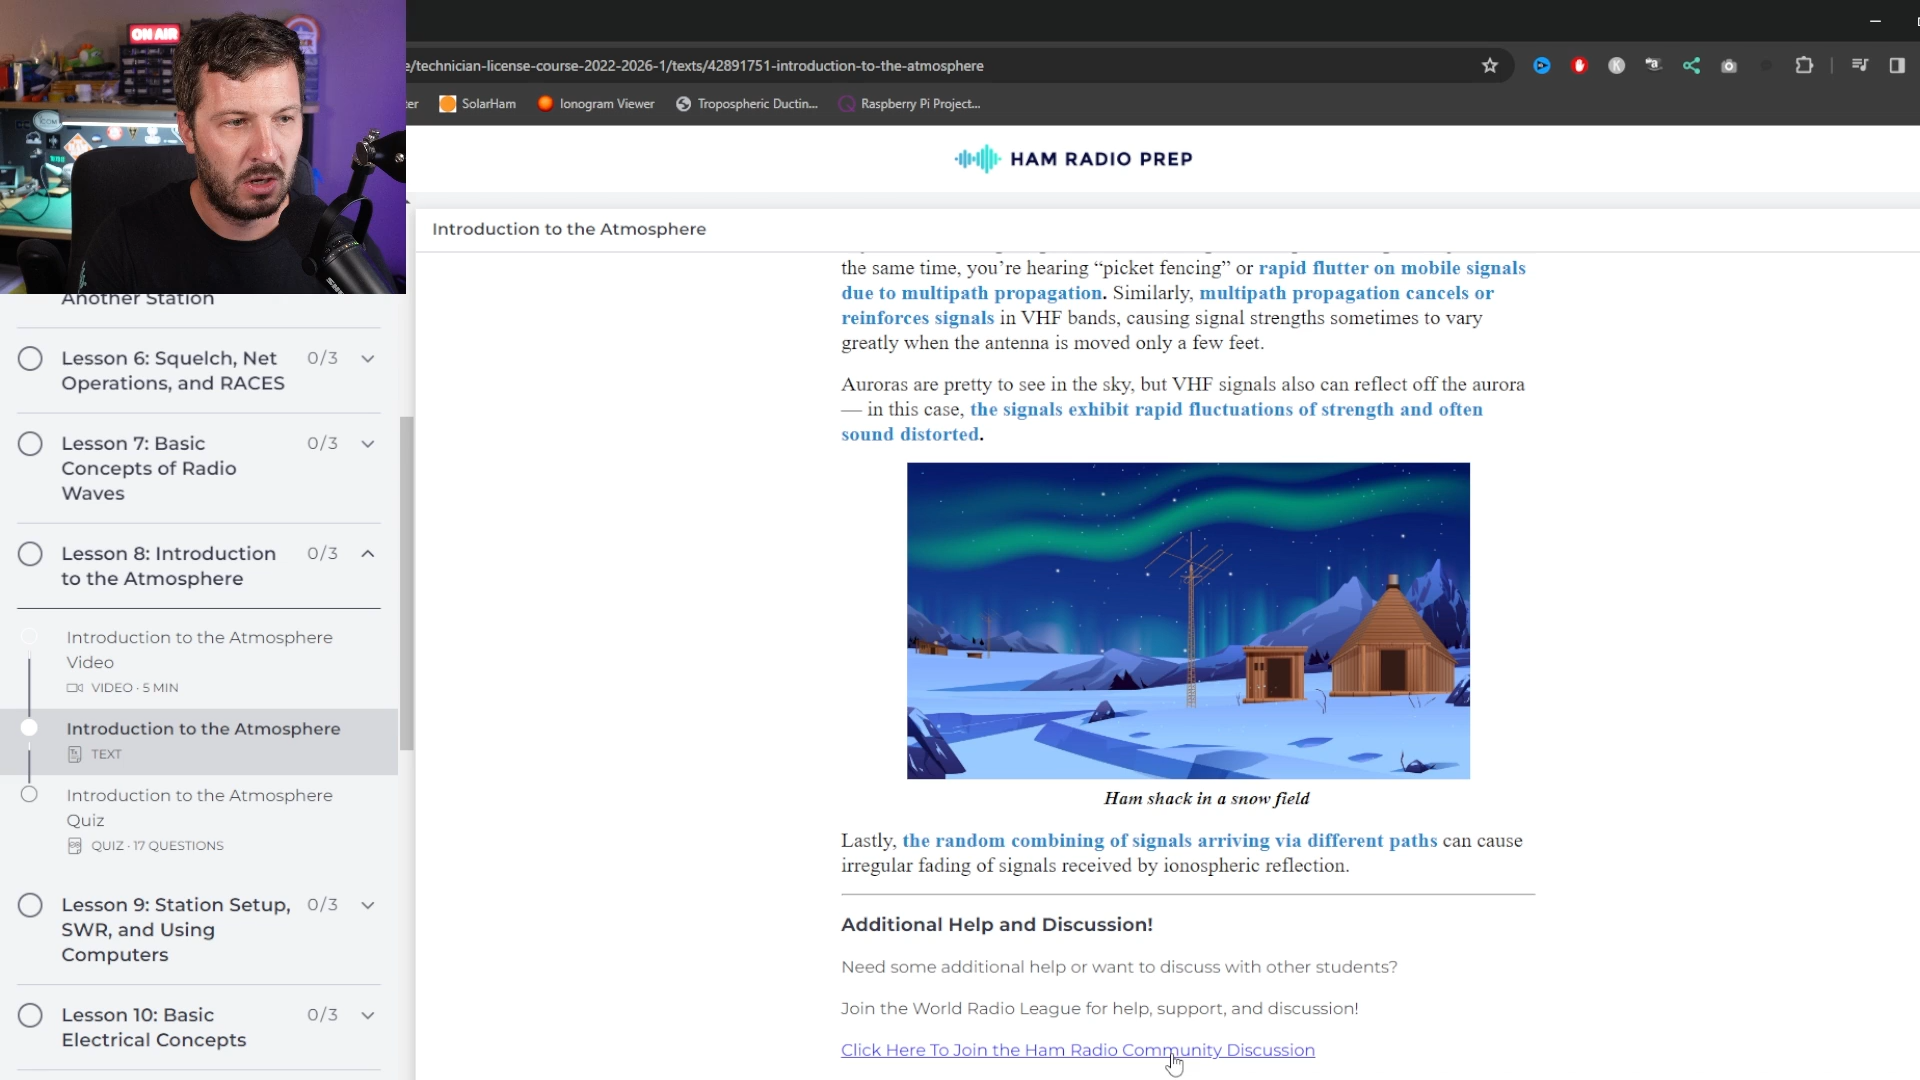 ON AIR
ICOM
e/technician-license-course-2022-2026-1/texts/42891751-introduction-to-the-atmosphere
ter
SolarHam
Ionogram Viewer
Tropospheric Ductin...
Raspberry Pi Project...
HAM RADIO PREP
Introduction to the Atmosphere
Another Station
Lesson 6: Squelch, Net
Operations, and RACES
0/3
Lesson 7: Basic
Concepts of Radio
Waves
0/3
Lesson 8: Introduction
to the Atmosphere
0/3
Introduction to the Atmosphere
Video
VIDEO · 5 MIN
Introduction to the Atmosphere
TEXT
Introduction to the Atmosphere
Quiz
QUIZ · 17 QUESTIONS
Lesson 9: Station Setup,
SWR, and Using
Computers
0/3
Lesson 10: Basic
Electrical Concepts
0/3
the same time, you’re hearing “picket fencing” or rapid flutter on mobile signals
due to multipath propagation. Similarly, multipath propagation cancels or
reinforces signals in VHF bands, causing signal strengths sometimes to vary
greatly when the antenna is moved only a few feet.
Auroras are pretty to see in the sky, but VHF signals also can reflect off the aurora
— in this case, the signals exhibit rapid fluctuations of strength and often
sound distorted.
Ham shack in a snow field
Lastly, the random combining of signals arriving via different paths can cause
irregular fading of signals received by ionospheric reflection.
Additional Help and Discussion!
Need some additional help or want to discuss with other students?
Join the World Radio League for help, support, and discussion!
Click Here To Join the Ham Radio Community Discussion